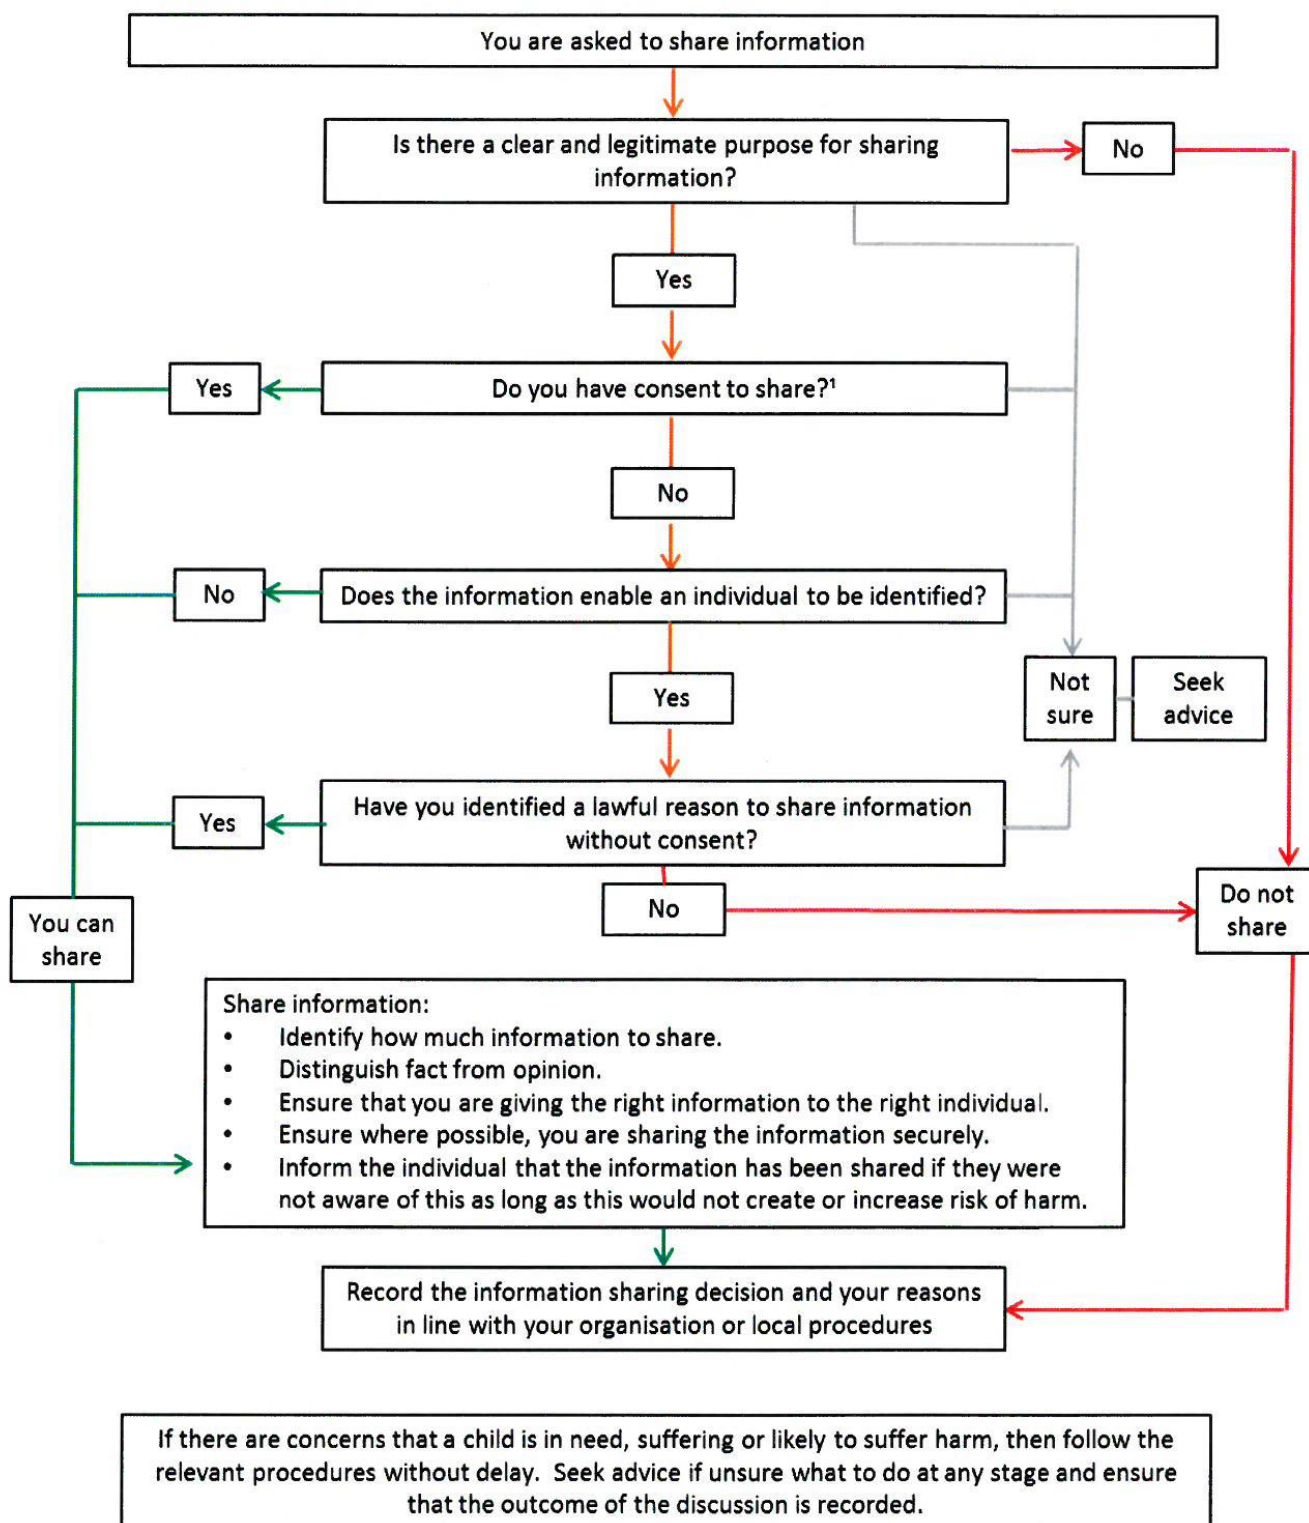 You are asked to share information
Is there a clear and legitimate purpose for sharing
information?
No
Yes
Yes
Do you have consent to share?¹
No
No
Does the information enable an individual to be identified?
Yes
Not
sure
Seek
advice
Yes
Have you identified a lawful reason to share information
without consent?
No
Do not
share
You can
share
Share information:
• Identify how much information to share.
• Distinguish fact from opinion.
• Ensure that you are giving the right information to the right individual.
• Ensure where possible, you are sharing the information securely.
• Inform the individual that the information has been shared if they were
not aware of this as long as this would not create or increase risk of harm.
Record the information sharing decision and your reasons
in line with your organisation or local procedures
If there are concerns that a child is in need, suffering or likely to suffer harm, then follow the
relevant procedures without delay.  Seek advice if unsure what to do at any stage and ensure
that the outcome of the discussion is recorded.